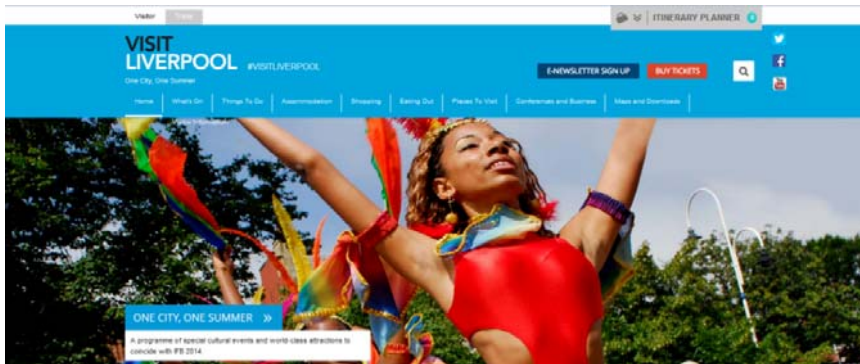 Visitor
ITINERARY PLANNER 0
VISIT
LIVERPOOL #VISITLIVERPOOL
One City, One Summer
E-NEWSLETTER SIGN UP BUY TICKETS
Home What's On Things To Do Accommodation Shopping Eating Out Places To Visit Conferences and Business Maps and Downloads
ONE CITY, ONE SUMMER »
A programme of special cultural events and world-class attractions to
coincide with IFB 2014.